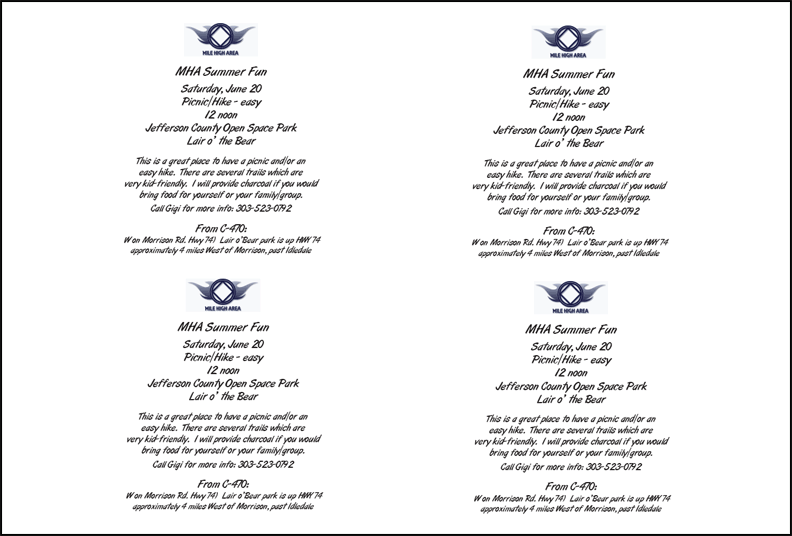 MILE HIGH AREA
MHA Summer Fun
Saturday, June 20
Picnic/Hike - easy
12 noon
Jefferson County Open Space Park
Lair o' the Bear
This is a great place to have a picnic and/or an
easy hike. There are several trails which are
very kid-friendly. I will provide charcoal if you would
bring food for yourself or your family/group.
Call Gigi for more info: 303-523-0792
From C-470:
W on Morrison Rd. Hwy 74) Lair o'Bear park is up HWY 74
approximately 4 miles West of Morrison, past Idledale
MILE HIGH AREA
MHA Summer Fun
Saturday, June 20
Picnic/Hike - easy
12 noon
Jefferson County Open Space Park
Lair o' the Bear
This is a great place to have a picnic and/or an
easy hike. There are several trails which are
very kid-friendly. I will provide charcoal if you would
bring food for yourself or your family/group.
Call Gigi for more info: 303-523-0792
From C-470:
W on Morrison Rd. Hwy 74) Lair o'Bear park is up HWY 74
approximately 4 miles West of Morrison, past Idledale
MILE HIGH AREA
MHA Summer Fun
Saturday, June 20
Picnic/Hike - easy
12 noon
Jefferson County Open Space Park
Lair o' the Bear
This is a great place to have a picnic and/or an
easy hike. There are several trails which are
very kid-friendly. I will provide charcoal if you would
bring food for yourself or your family/group.
Call Gigi for more info: 303-523-0792
From C-470:
W on Morrison Rd. Hwy 74) Lair o'Bear park is up HWY 74
approximately 4 miles West of Morrison, past Idledale
MILE HIGH AREA
MHA Summer Fun
Saturday, June 20
Picnic/Hike - easy
12 noon
Jefferson County Open Space Park
Lair o' the Bear
This is a great place to have a picnic and/or an
easy hike. There are several trails which are
very kid-friendly. I will provide charcoal if you would
bring food for yourself or your family/group.
Call Gigi for more info: 303-523-0792
From C-470:
W on Morrison Rd. Hwy 74) Lair o'Bear park is up HWY 74
approximately 4 miles West of Morrison, past Idledale